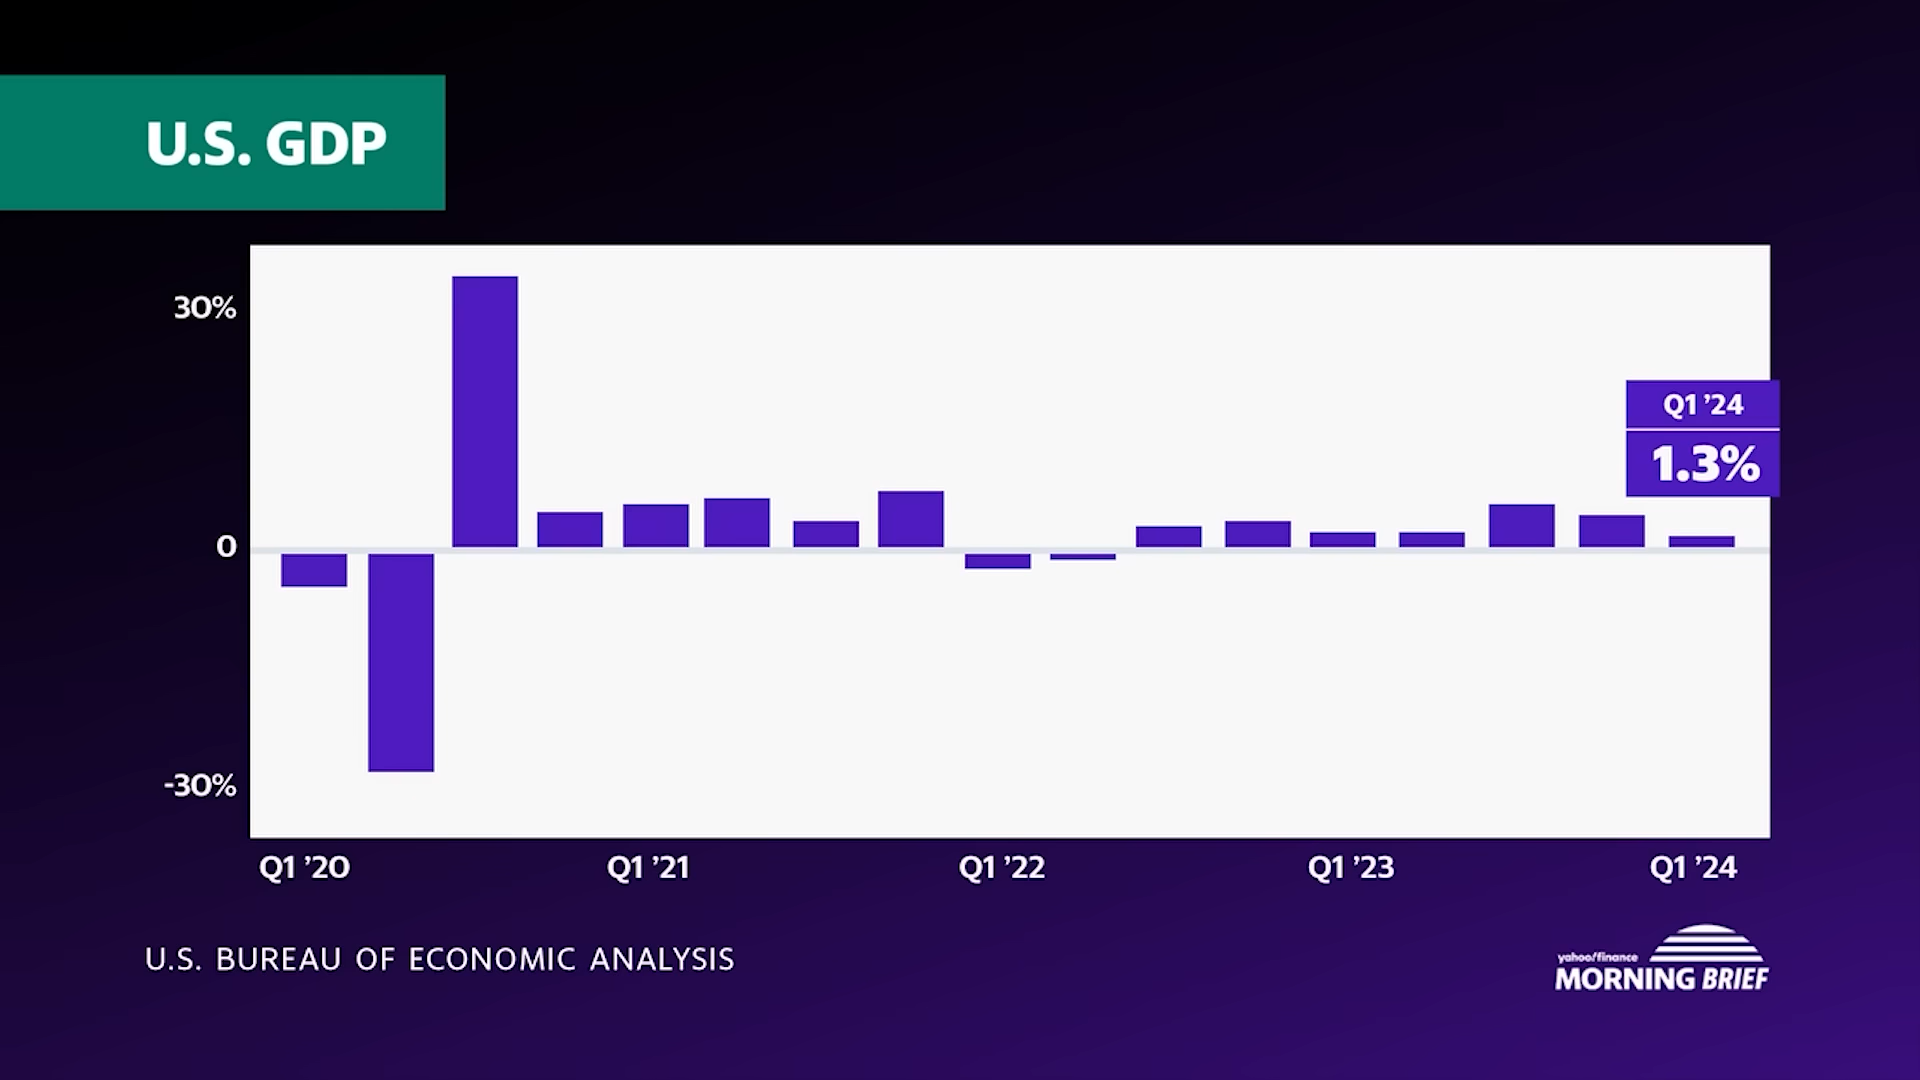 U.S. GDP
30%
0
-30%
Q1 ’24
1.3%
Q1 ’20 Q1 ’21 Q1 ’22 Q1 ’23 Q1 ’24
U.S. BUREAU OF ECONOMIC ANALYSIS
yahoo!finance
MORNING BRIEF